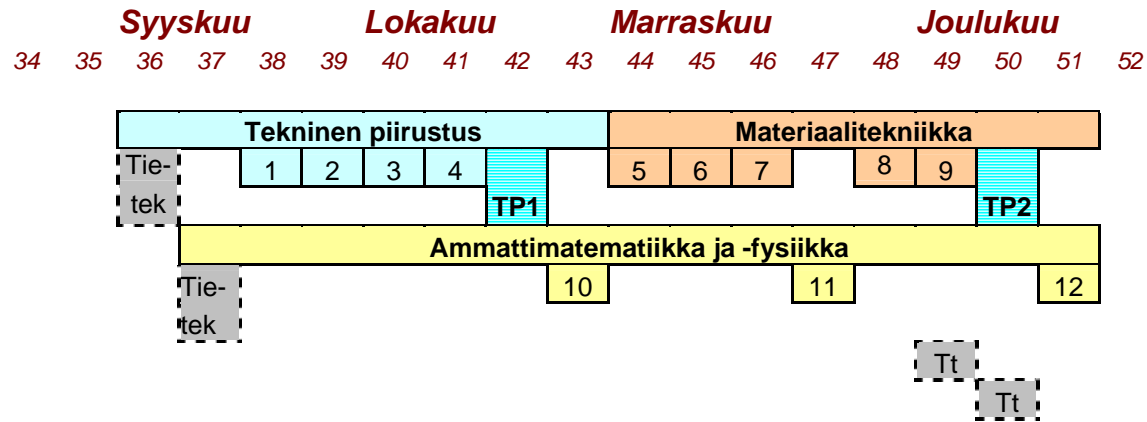 Syyskuu Lokakuu Marraskuu Joulukuu
34 35 36 37 38 39 40 41 42 43 44 45 46 47 48 49 50 51 52
Tekninen piirustus Materiaalitekniikka
Tie- 1 2 3 4 5 6 7 8 9
tek TP1 TP2
Ammattimatematiikka ja -fysiikka
Tie- 10 11 12
tek
Tt
Tt